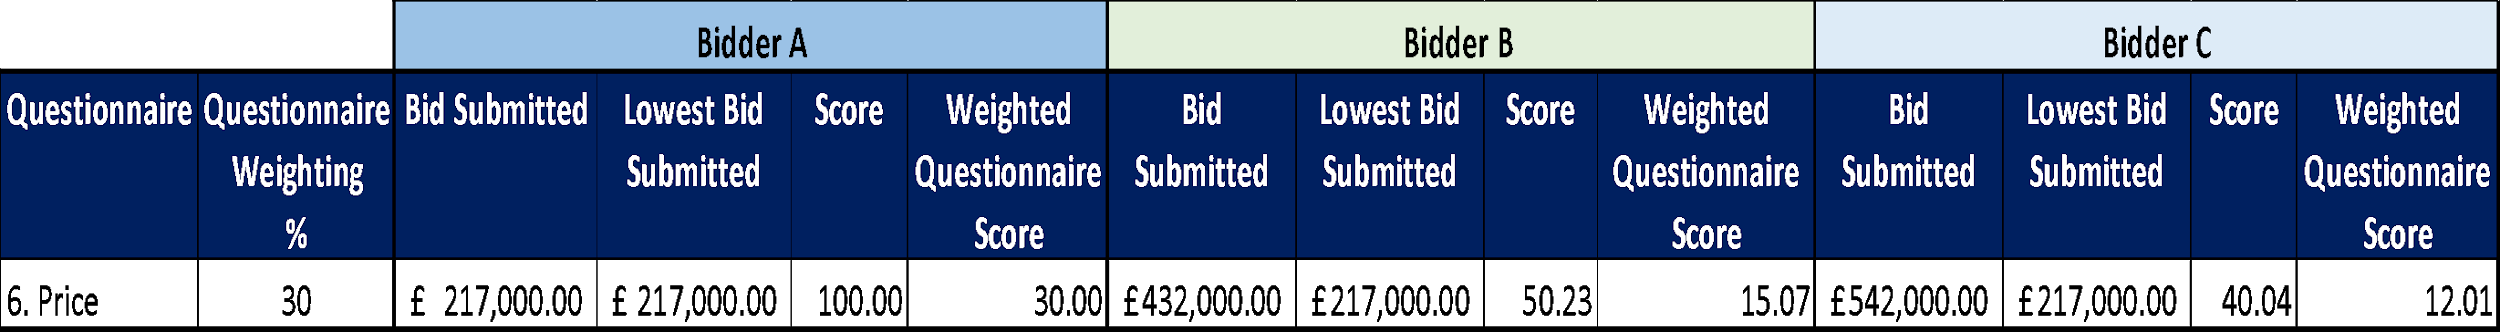 Bidder A Bidder B Bidder C
Questionnaire Questionnaire Bid Submitted Lowest Bid Score Weighted Bid Lowest Bid Score Weighted Bid Lowest Bid Score Weighted
Weighting Submitted Questionnaire Submitted Submitted Questionnaire Submitted Submitted Questionnaire
% Score Score Score
6. Price 30 £ 217,000.00 £ 217,000.00 100.00 30.00 £432,000.00 £217,000.00 50.23 15.07 £542,000.00 £217,000.00 40.04 12.01